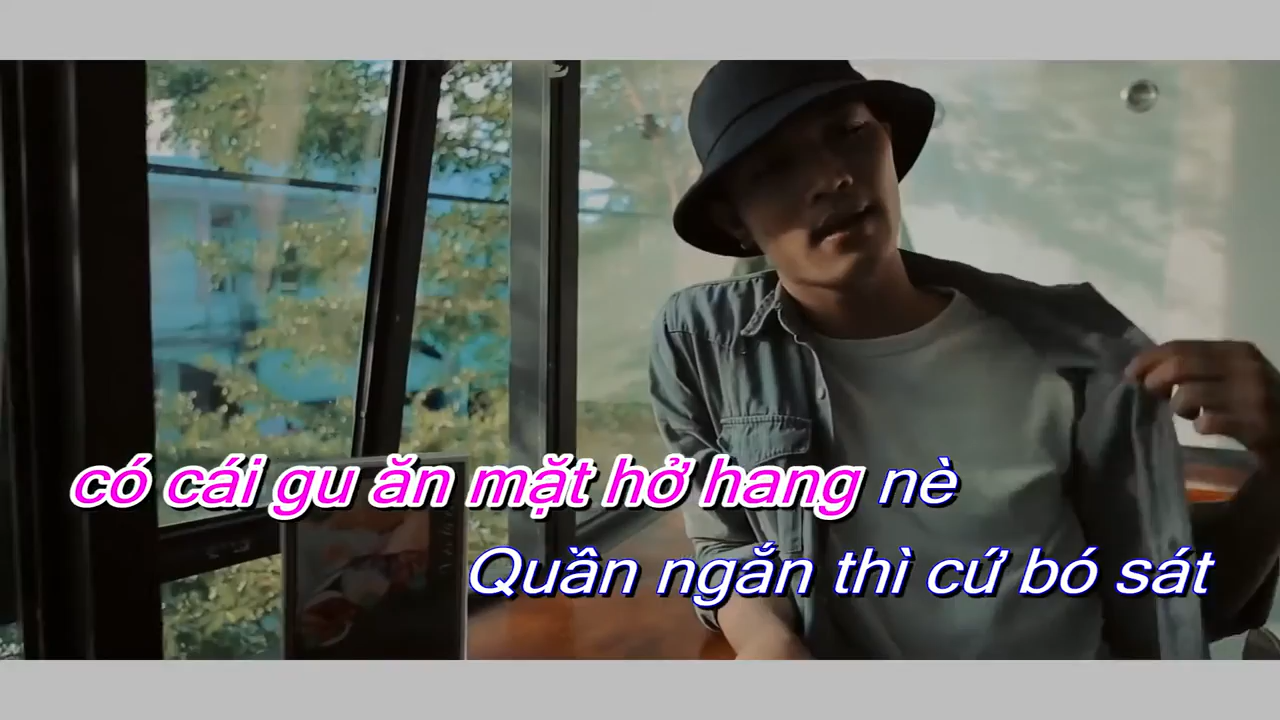 có cái gu ăn mặt hở hang nè
Quần ngắn thì cứ bó sát